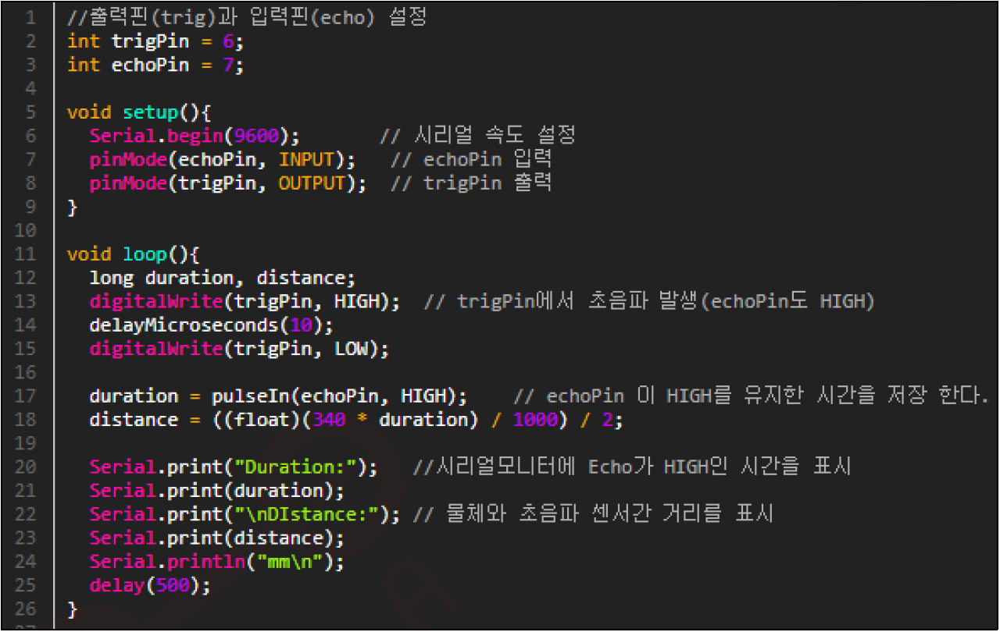 1 //출력핀(trig)과 입력핀(echo) 설정
2 int trigPin = 6;
3 int echoPin = 7;
4
5 void setup(){
6   Serial.begin(9600);       // 시리얼 속도 설정
7   pinMode(echoPin, INPUT);   // echoPin 입력
8   pinMode(trigPin, OUTPUT);  // trigPin 출력
9 }
10
11 void loop(){
12   long duration, distance;
13   digitalWrite(trigPin, HIGH);  // trigPin에서 초음파 발생(echoPin도 HIGH)
14   delayMicroseconds(10);
15   digitalWrite(trigPin, LOW);
16
17   duration = pulseIn(echoPin, HIGH);    // echoPin 이 HIGH를 유지한 시간을 저장 한다.
18   distance = ((float)(340 * duration) / 1000) / 2;
19
20   Serial.print("Duration:");   //시리얼모니터에 Echo가 HIGH인 시간을 표시
21   Serial.print(duration);
22   Serial.print("\nDIstance:"); // 물체와 초음파 센서간 거리를 표시
23   Serial.print(distance);
24   Serial.println("mm\n");
25   delay(500);
26 }